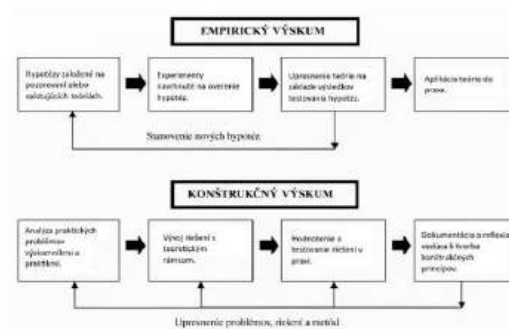 EMPIRICKÝ VÝSKUM
Hypotézy založené na
pozorovaní alebo
existujúcich teóriách.
Experimenty
navrhnuté na overenie
hypotéz.
Upresnenie teórie na
základe výsledkov
testovania hypotéz.
Aplikácia teórie do
praxe.
Stanovenie nových hypotéz
KONŠTRUKČNÝ VÝSKUM
Analýza praktických
problémov
výskumníkmi a
praktikmi.
Vývoj riešení s
teoretickým
rámcom.
Hodnotenie a
testovanie riešení v
praxi.
Dokumentácia a reflexia
vedúca k tvorbe
konštrukčných
princípov.
Upresnenie problémov, riešení a metód